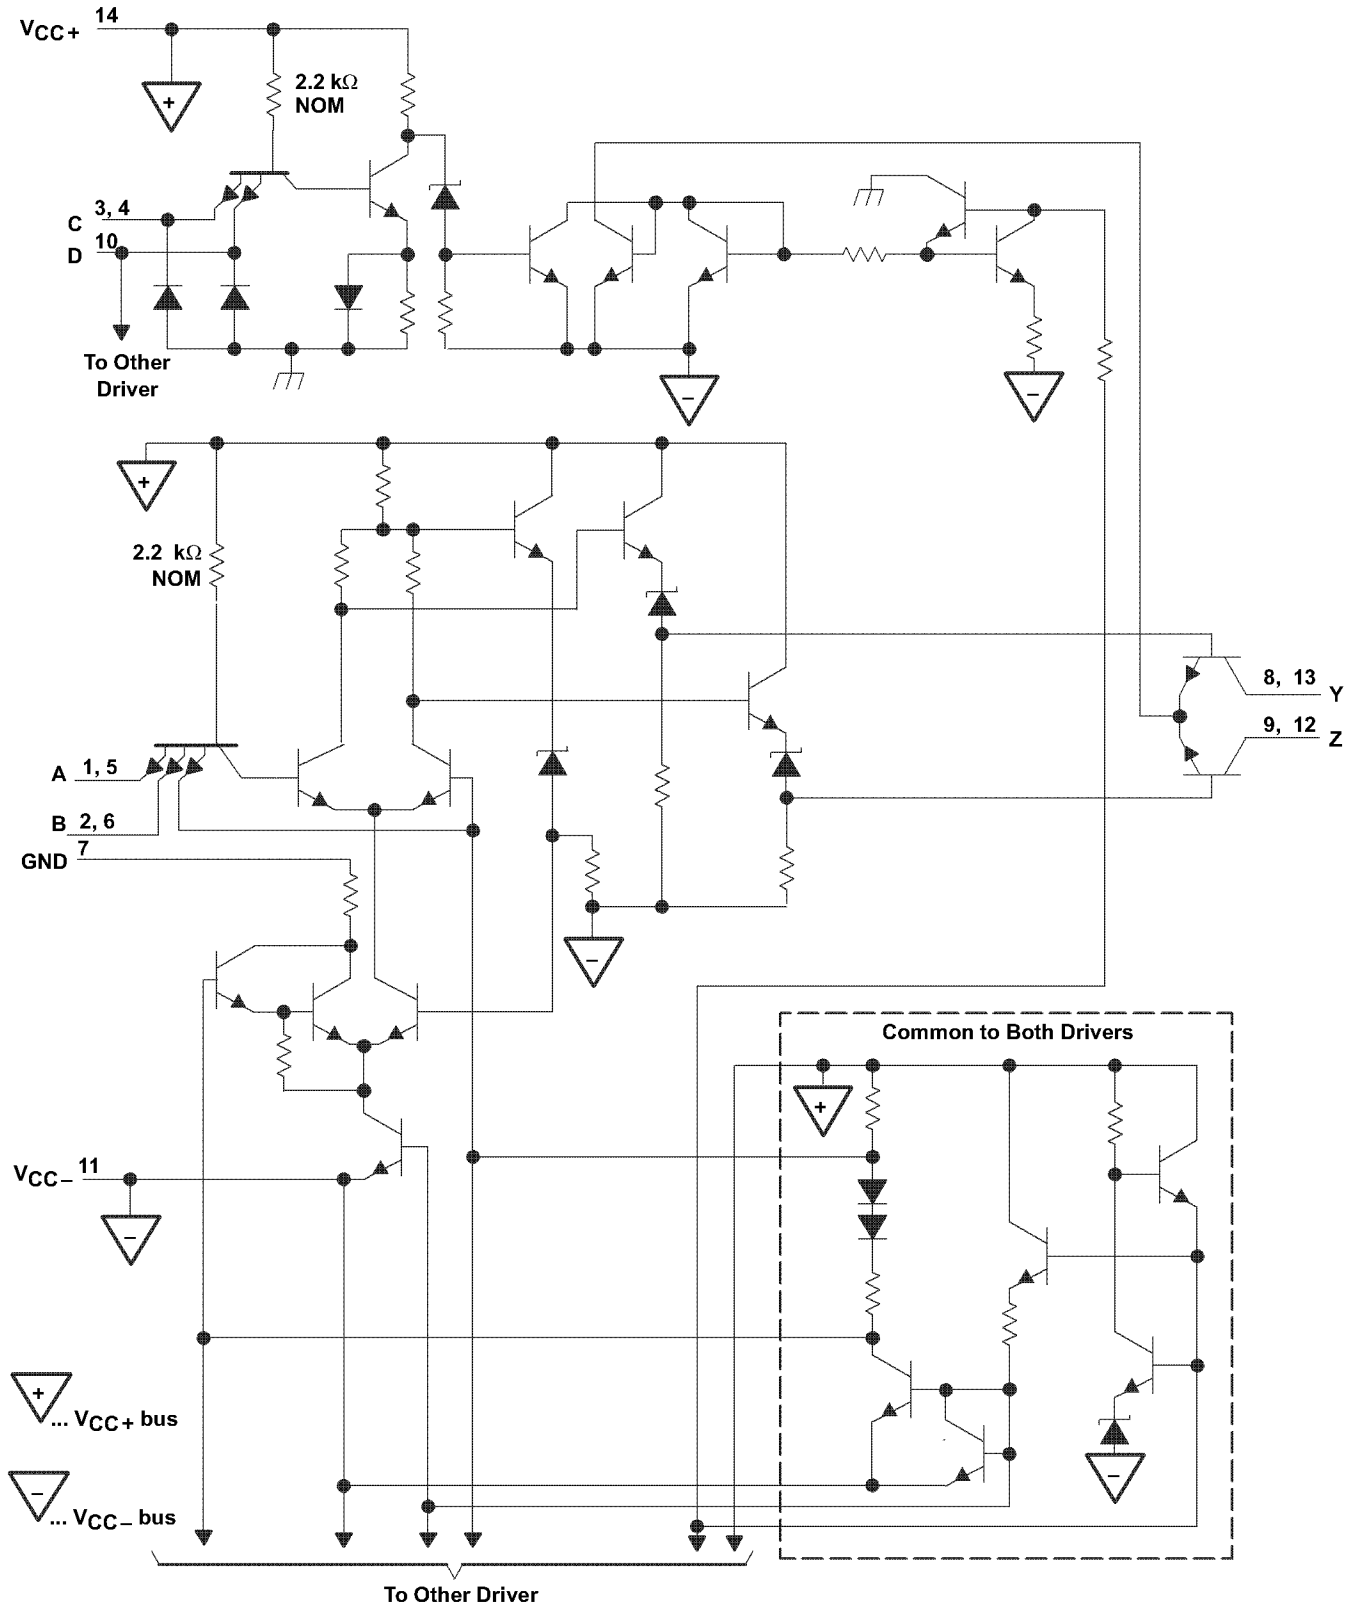 VCC+ 14
2.2 kΩ
NOM
C 3, 4
D 10
To Other
Driver
+
−
−
+
2.2 kΩ
NOM
8, 13 Y
9, 12 Z
A 1, 5
B 2, 6
GND 7
−
Common to Both Drivers
+
VCC− 11
−
+
... VCC+ bus
−
−
... VCC− bus
To Other Driver